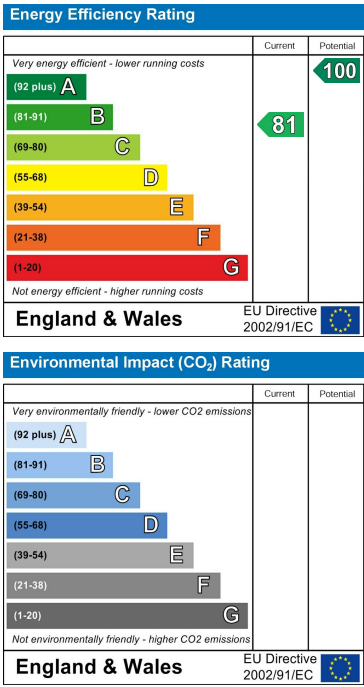 Energy Efficiency Rating
Current Potential
Very energy efficient - lower running costs
(92 plus) A
(81-91) B
(69-80) C
(55-68) D
(39-54) E
(21-38) F
(1-20) G
81
100
Not energy efficient - higher running costs
England & Wales
EU Directive
2002/91/EC
Environmental Impact (CO₂) Rating
Current Potential
Very environmentally friendly - lower CO2 emissions
(92 plus) A
(81-91) B
(69-80) C
(55-68) D
(39-54) E
(21-38) F
(1-20) G
Not environmentally friendly - higher CO2 emissions
England & Wales
EU Directive
2002/91/EC